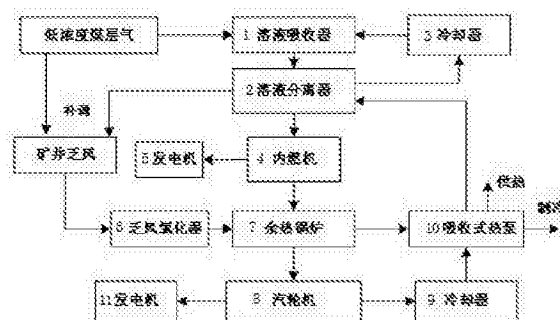 低浓度煤层气
1 溶液吸收器
3 冷却器
2 溶液分离器
补调
矿井乏风
5 发电机
4 内燃机
供热
制冷
6 乏风氧化器
7 余热锅炉
10 吸收式热泵
11 发电机
8 汽轮机
9 冷却器